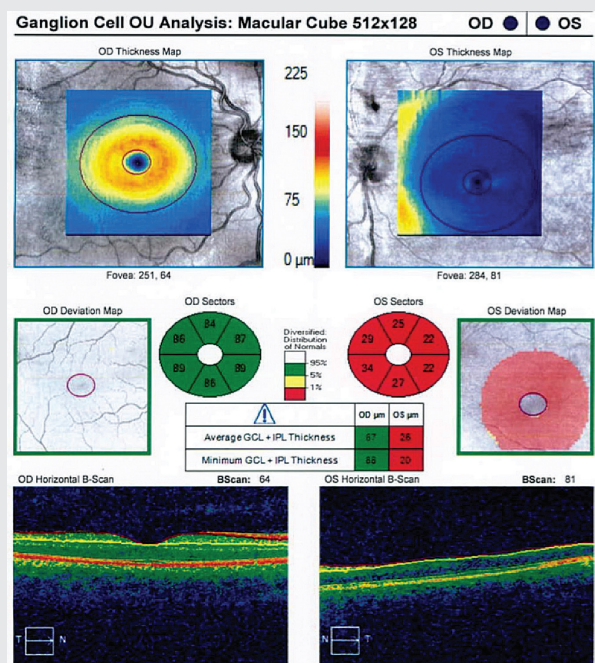 Ganglion Cell OU Analysis: Macular Cube 512x128 OD OS
OD Thickness Map
OS Thickness Map
225
150
75
0 µm
Fovea: 251, 64
Fovea: 284, 81
OD Deviation Map
OD Sectors
OS Sectors
OS Deviation Map
84
86 87
89 89
88
Diversified:
Distribution
of Normals
95%
5%
1%
25
29 22
34 22
27
OD µm OS µm
Average GCL + IPL Thickness 87 26
Minimum GCL + IPL Thickness 88 20
OD Horizontal B-Scan BScan: 64
OS Horizontal B-Scan BScan: 81
T N
N T